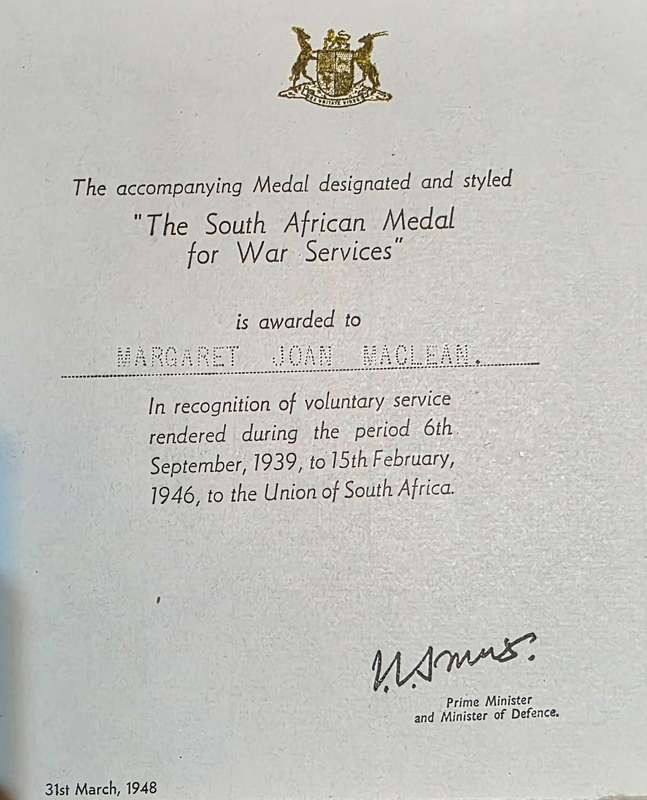 The accompanying Medal designated and styled
"The South African Medal
for War Services"
is awarded to
MARGARET JOAN MACLEAN.
In recognition of voluntary service
rendered during the period 6th
September, 1939, to 15th February,
1946, to the Union of South Africa.
J.C. Smuts.
Prime Minister
and Minister of Defence.
31st March, 1948